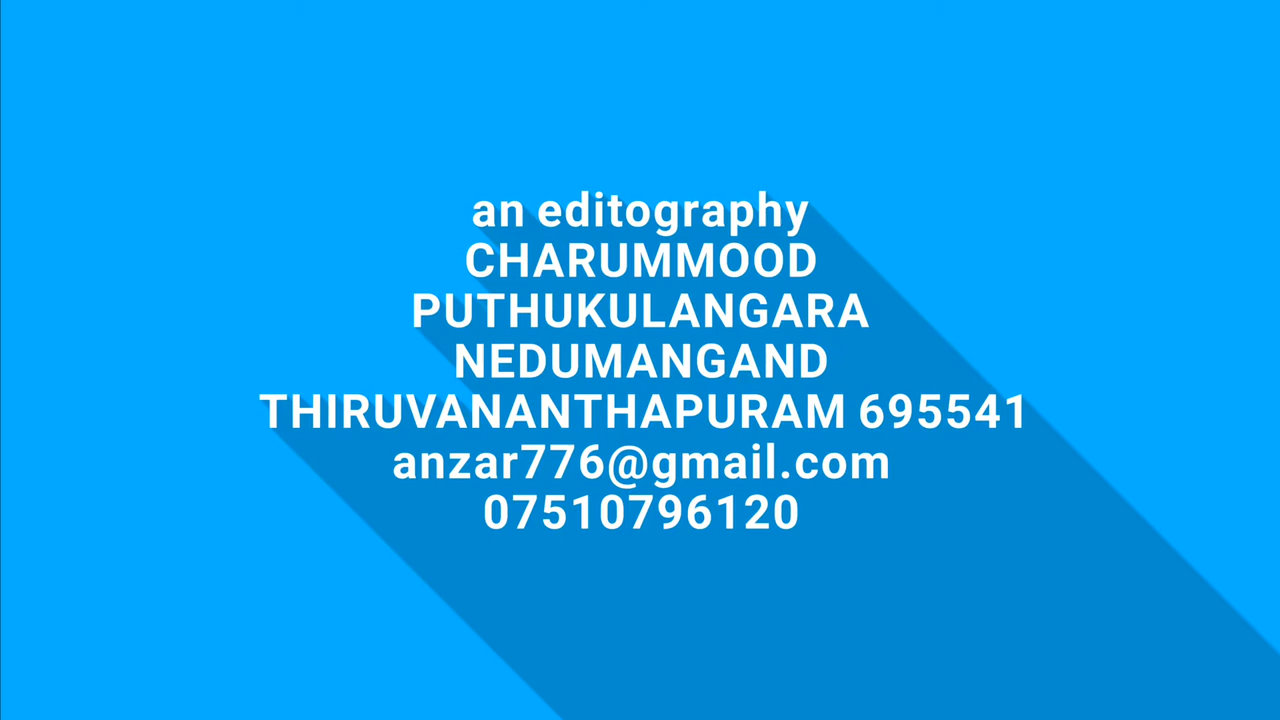 an editography
CHARUMMOOD
PUTHUKULANGARA
NEDUMANGAND
THIRUVANANTHAPURAM 695541
anzar776@gmail.com
07510796120